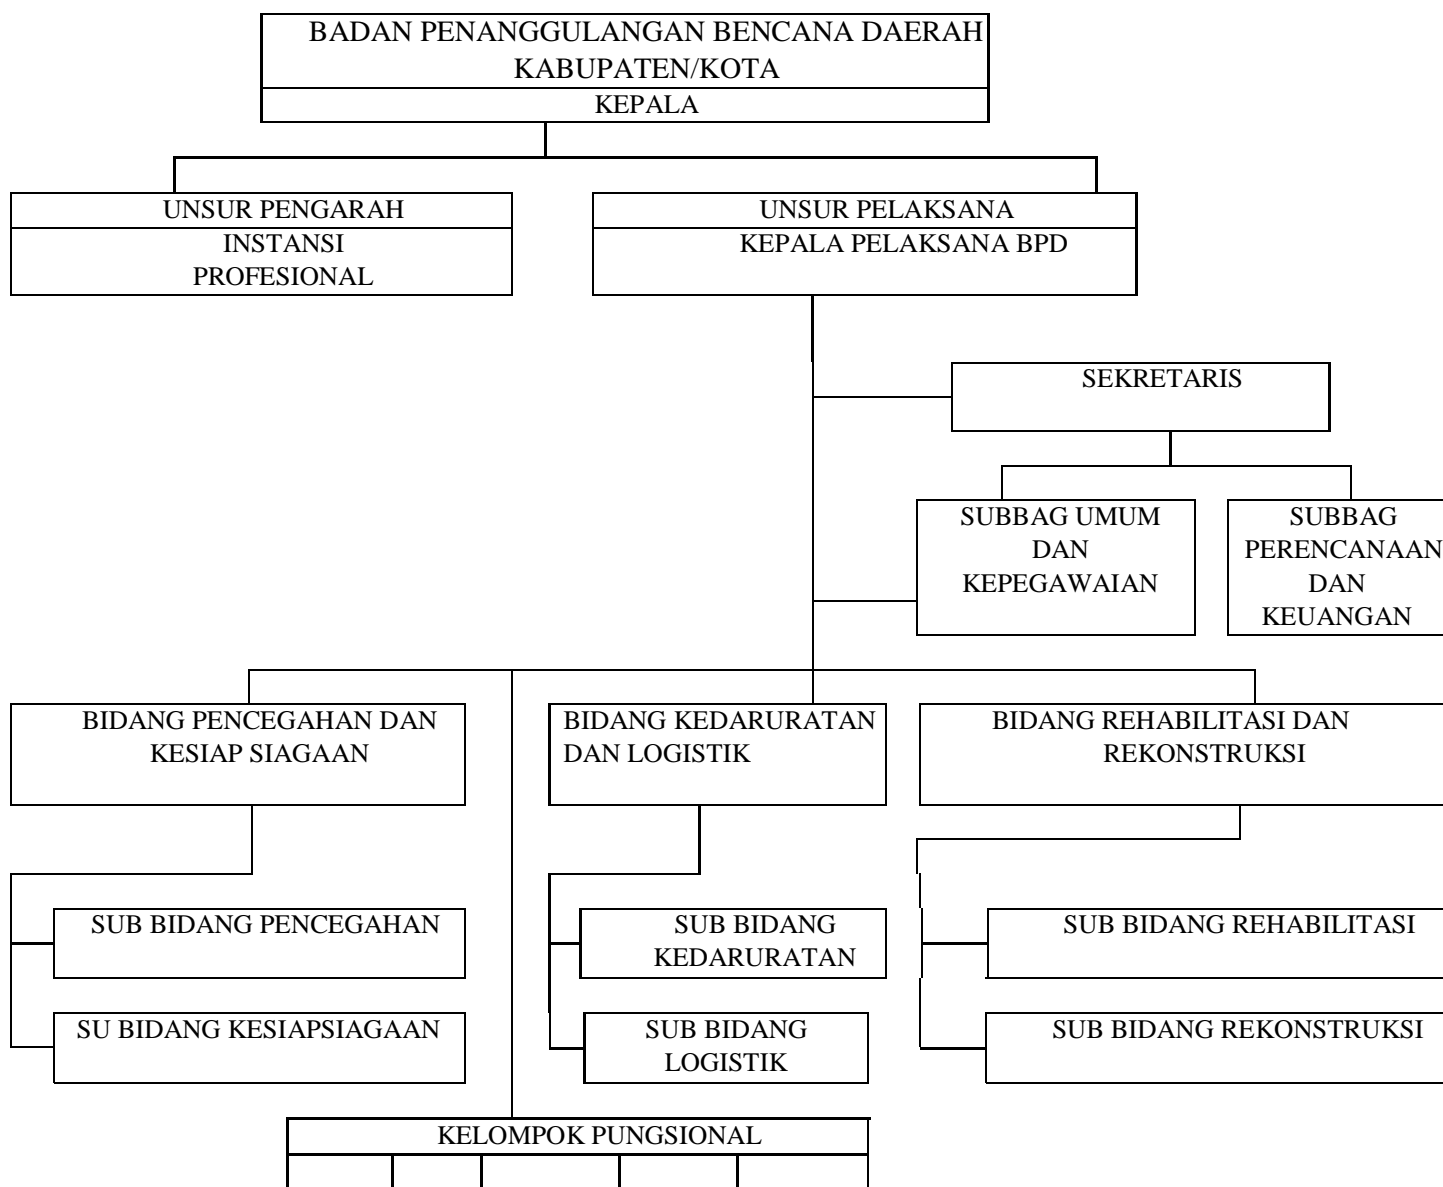 BADAN PENANGGULANGAN BENCANA DAERAH
KABUPATEN/KOTA
KEPALA
UNSUR PENGARAH
INSTANSI
PROFESIONAL
UNSUR PELAKSANA
KEPALA PELAKSANA BPD
SEKRETARIS
SUBBAG UMUM
DAN
KEPEGAWAIAN
SUBBAG
PERENCANAAN
DAN
KEUANGAN
BIDANG PENCEGAHAN DAN
KESIAP SIAGAAN
BIDANG KEDARURATAN
DAN LOGISTIK
BIDANG REHABILITASI DAN
REKONSTRUKSI
SUB BIDANG PENCEGAHAN
SU BIDANG KESIAPSIAGAAN
SUB BIDANG
KEDARURATAN
SUB BIDANG
LOGISTIK
SUB BIDANG REHABILITASI
SUB BIDANG REKONSTRUKSI
KELOMPOK PUNGSIONAL